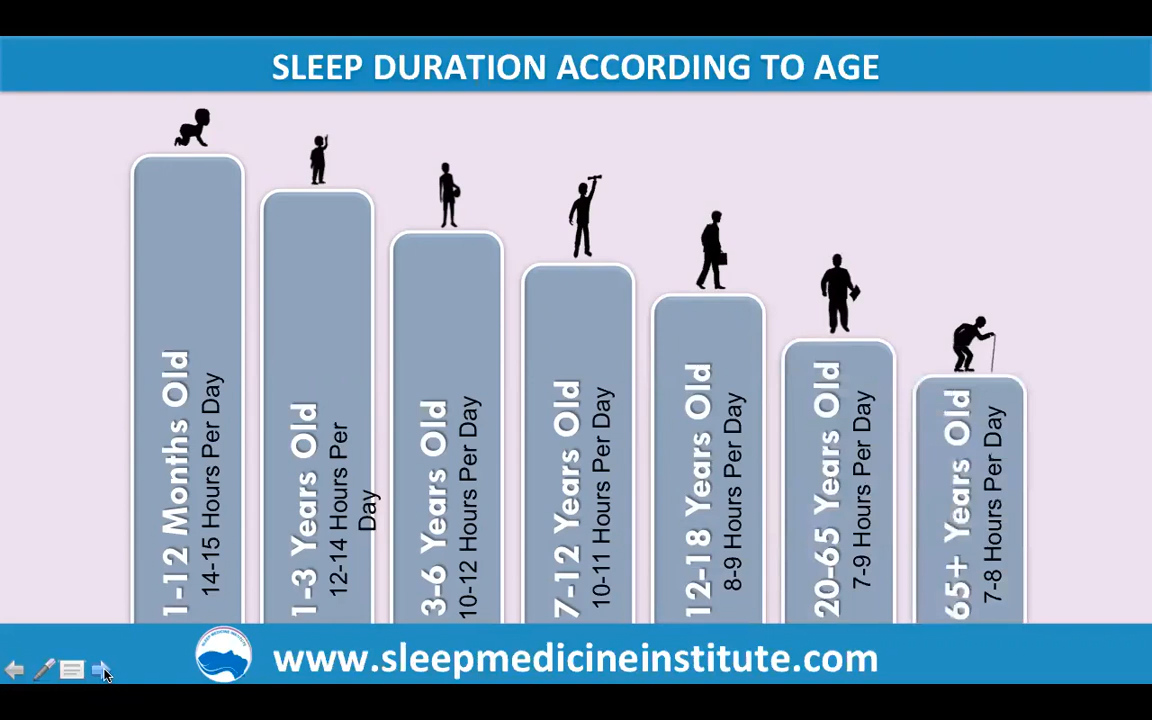 SLEEP DURATION ACCORDING TO AGE
1-12 Months Old
14-15 Hours Per Day
1-3 Years Old
12-14 Hours Per
Day
3-6 Years Old
10-12 Hours Per Day
7-12 Years Old
10-11 Hours Per Day
12-18 Years Old
8-9 Hours Per Day
20-65 Years Old
7-9 Hours Per Day
65+ Years Old
7-8 Hours Per Day
SLEEP MEDICINE INSTITUTE
www.sleepmedicineinstitute.com